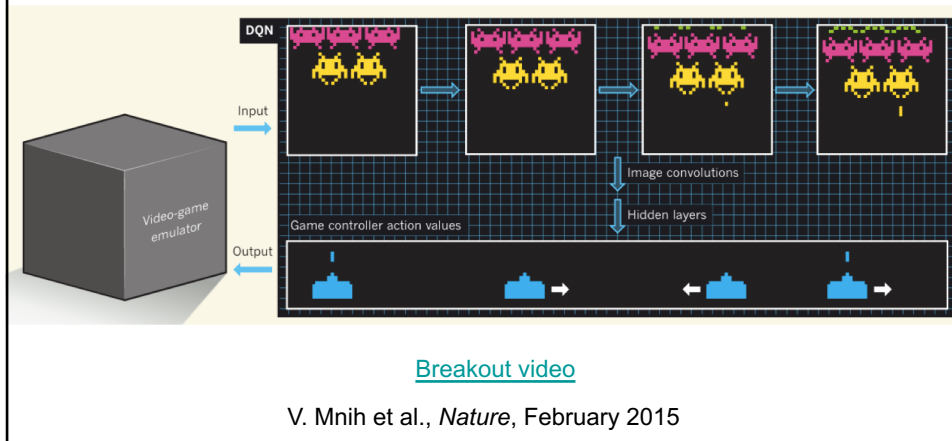 DQN
Input
Image convolutions
Video-game
emulator
Hidden layers
Game controller action values
Output
Breakout video
V. Mnih et al., Nature, February 2015